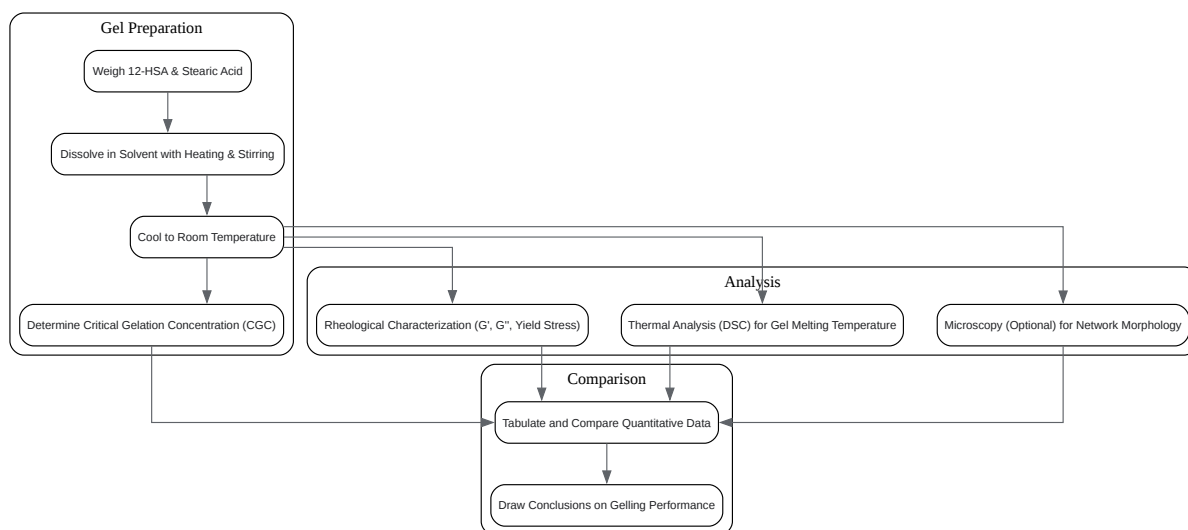 Gel Preparation
Weigh 12-HSA & Stearic Acid
Dissolve in Solvent with Heating & Stirring
Cool to Room Temperature
Determine Critical Gelation Concentration (CGC)
Analysis
Rheological Characterization (G', G'', Yield Stress)
Thermal Analysis (DSC) for Gel Melting Temperature
Microscopy (Optional) for Network Morphology
Comparison
Tabulate and Compare Quantitative Data
Draw Conclusions on Gelling Performance